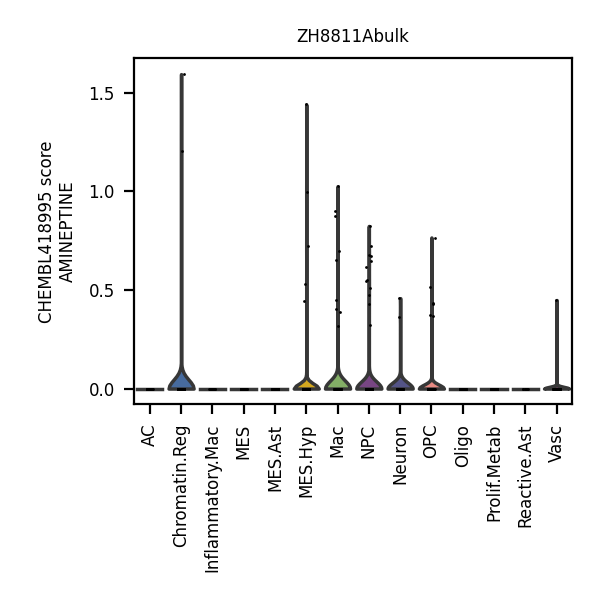 ZH8811Abulk
CHEMBL418995 score
AMINEPTINE
1.5
1.0
0.5
0.0
AC
Chromatin.Reg
Inflammatory.Mac
MES
MES.Ast
MES.Hyp
Mac
NPC
Neuron
OPC
Oligo
Prolif.Metab
Reactive.Ast
Vasc